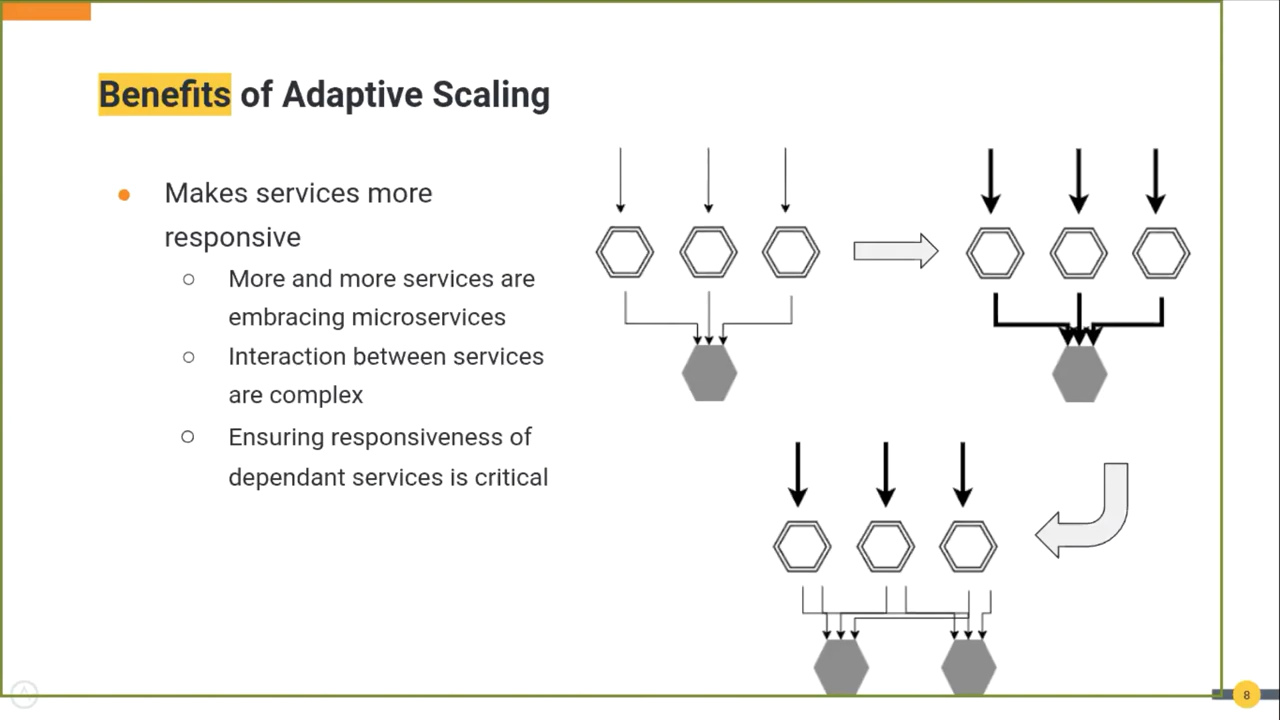 Benefits of Adaptive Scaling
Makes services more
responsive
More and more services are
embracing microservices
Interaction between services
are complex
Ensuring responsiveness of
dependant services is critical
8